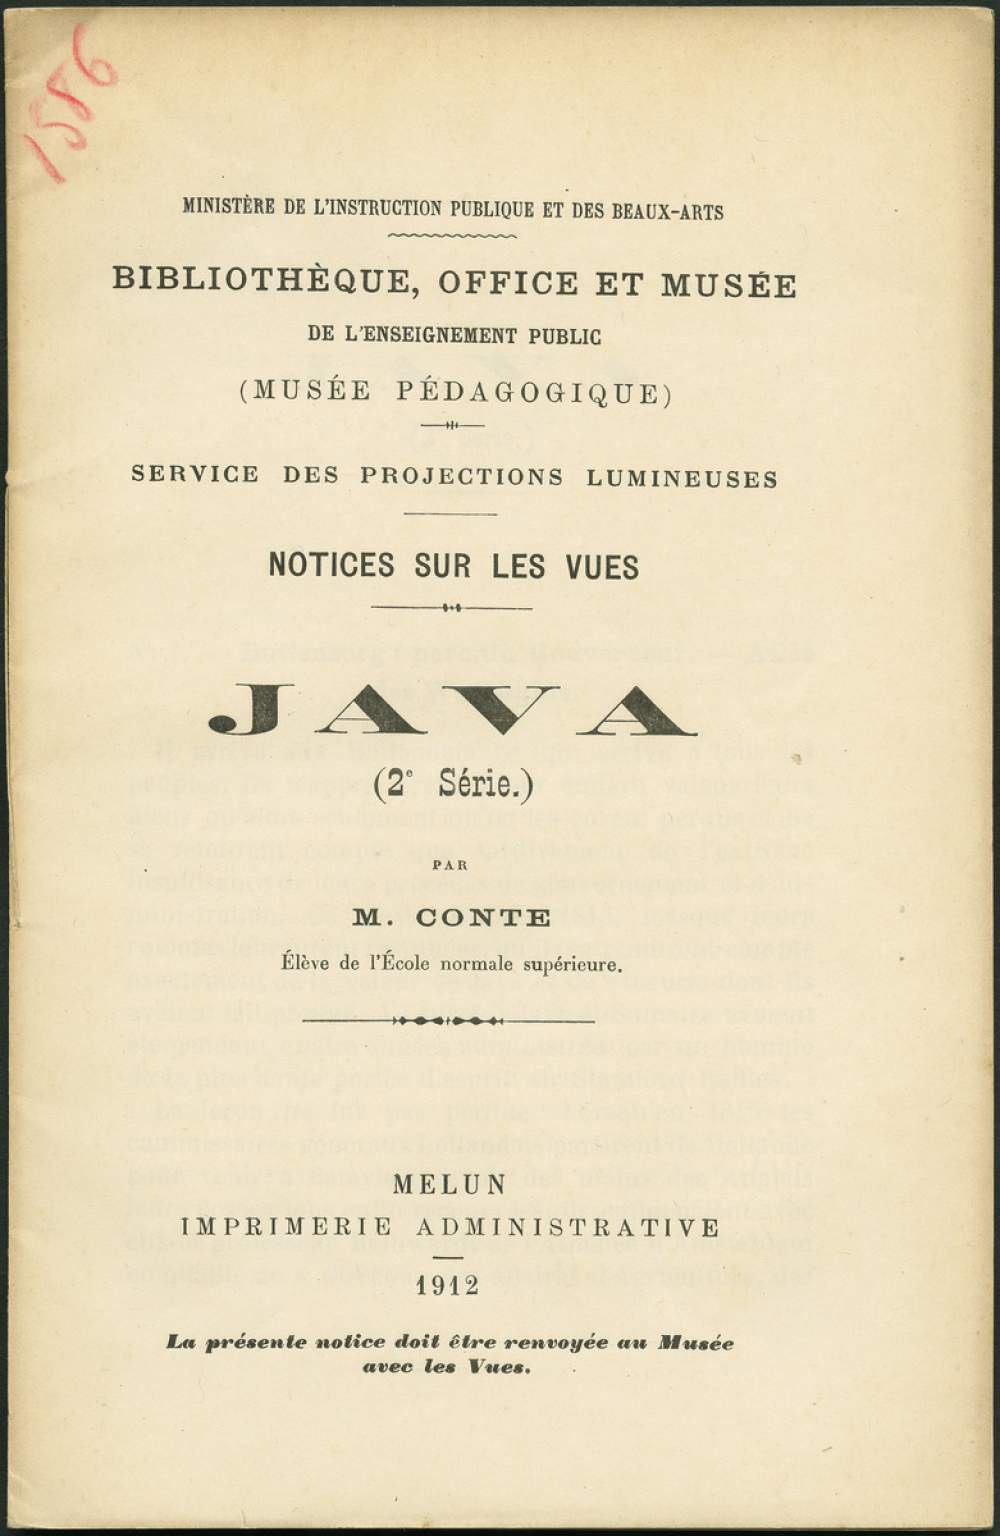 1586
MINISTÈRE DE L'INSTRUCTION PUBLIQUE ET DES BEAUX-ARTS
BIBLIOTHÈQUE, OFFICE ET MUSÉE
DE L'ENSEIGNEMENT PUBLIC
(MUSÉE PÉDAGOGIQUE)
SERVICE DES PROJECTIONS LUMINEUSES
NOTICES SUR LES VUES
JAVA
(2e Série.)
PAR
M. CONTE
Élève de l'École normale supérieure.
MELUN
IMPRIMERIE ADMINISTRATIVE
1912
La présente notice doit être renvoyée au Musée
avec les Vues.